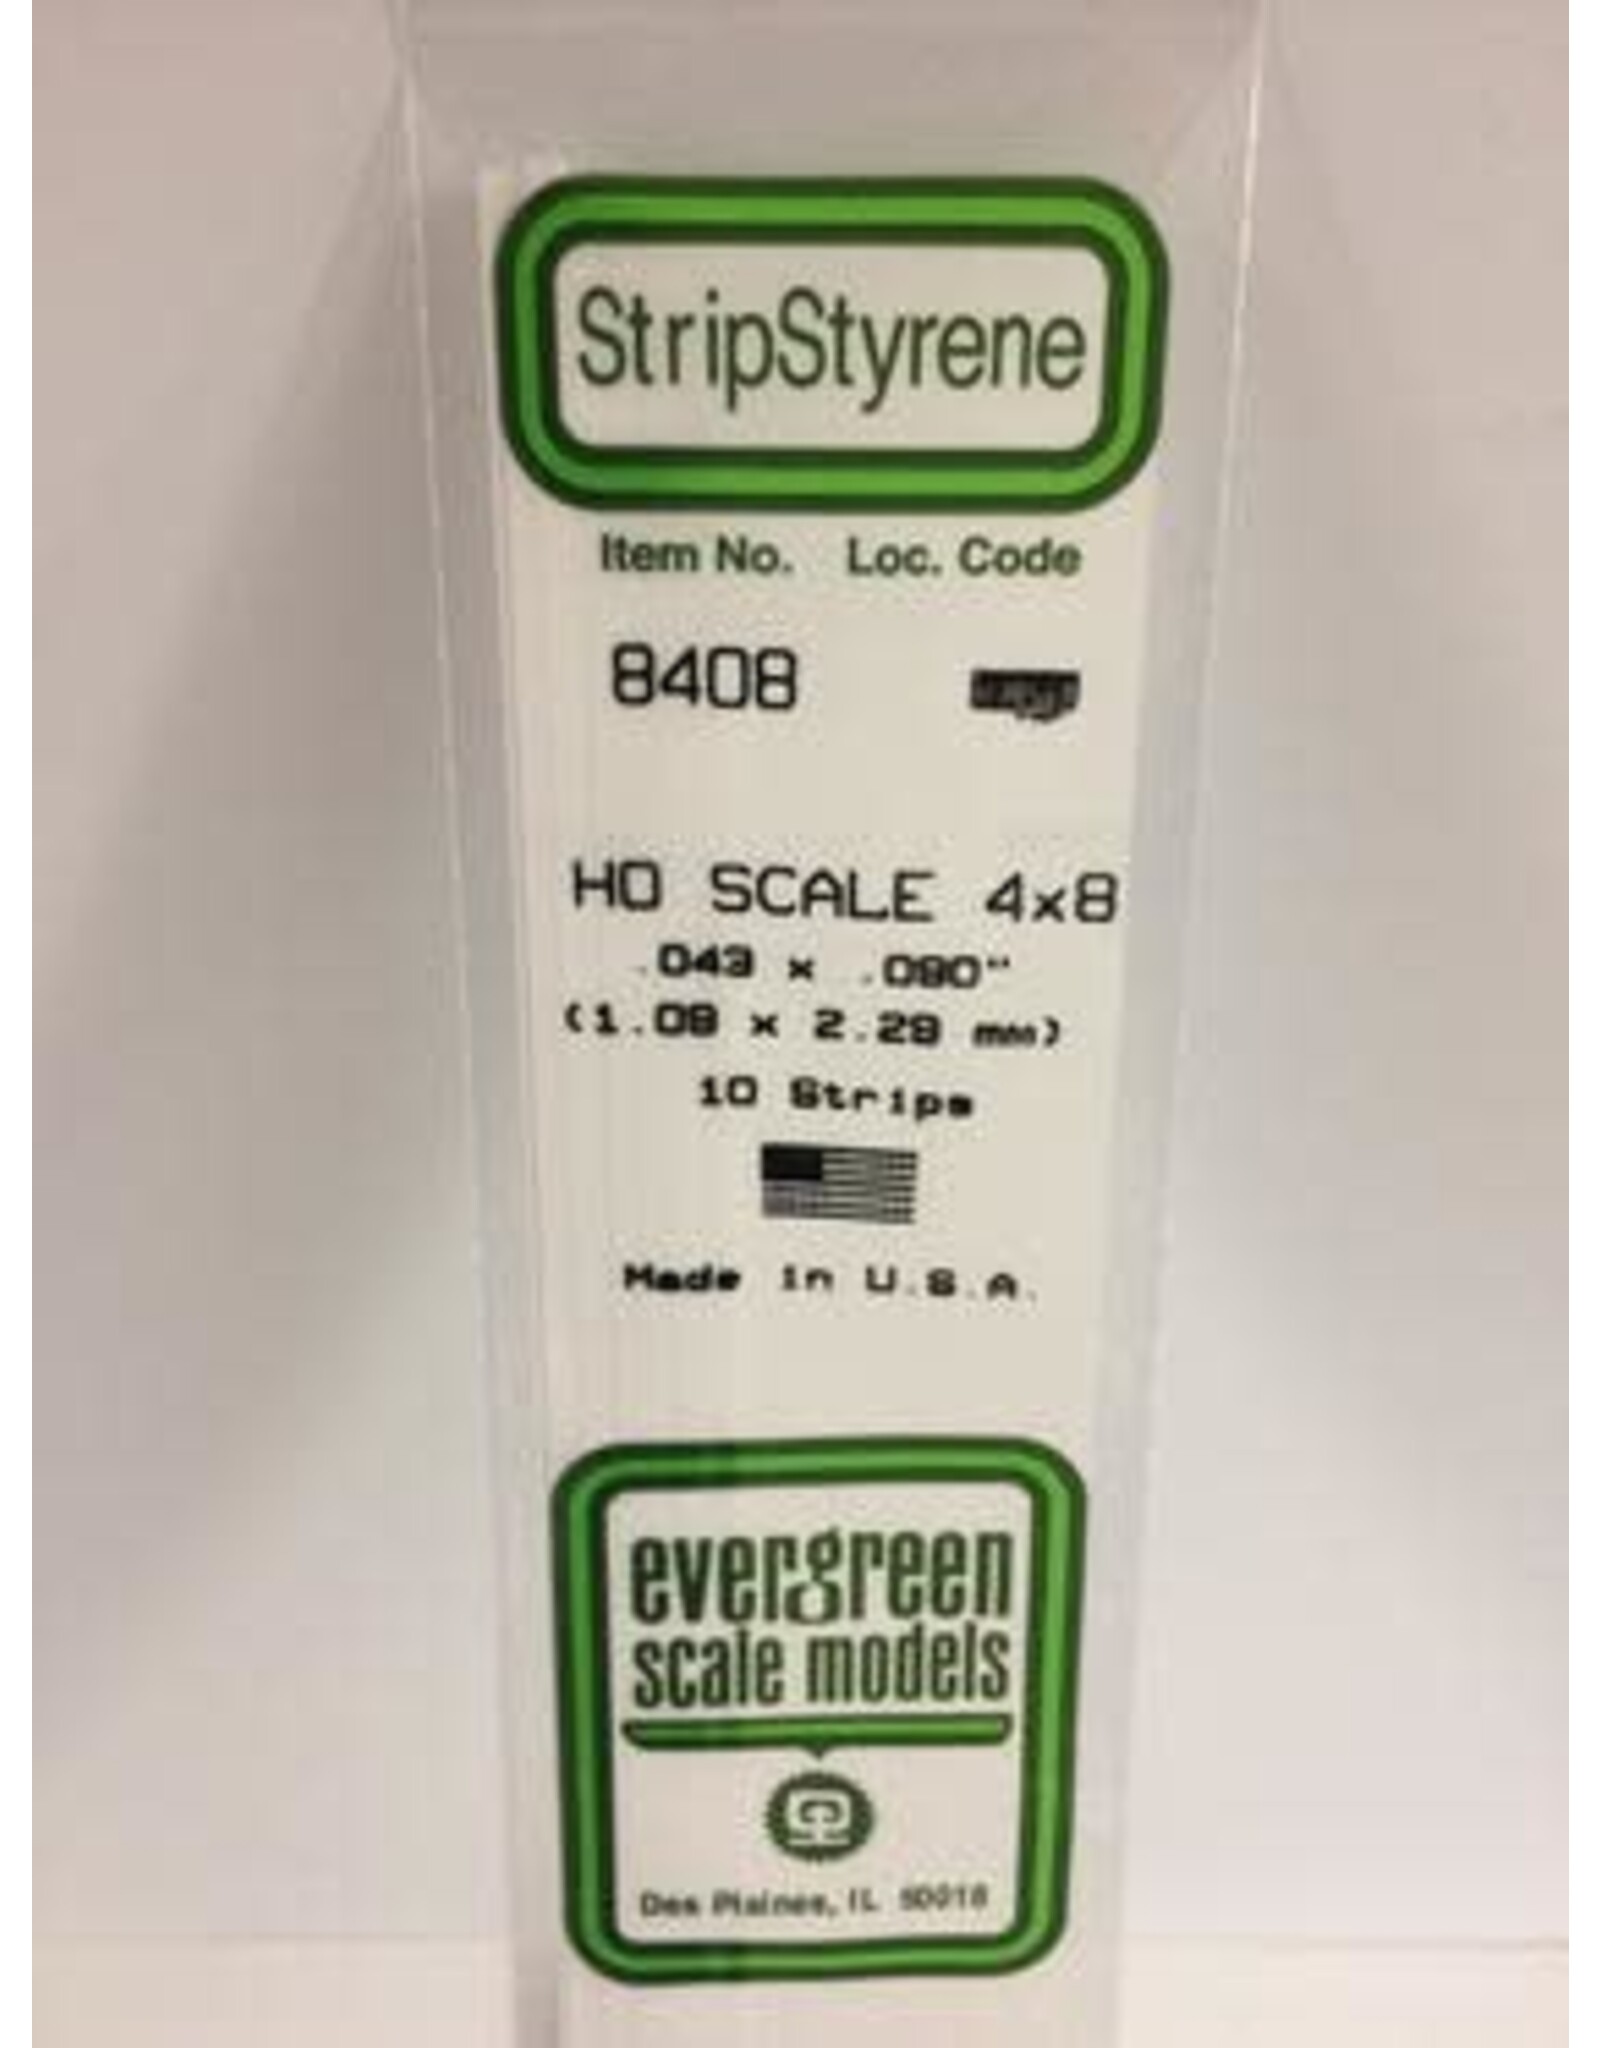 StripStyrene
Item No. Loc. Code
8408
HO SCALE 4x8
.043 x .090"
(1.09 x 2.29 mm)
10 Strips
Made in U.S.A.
evergreen
scale models
Des Plaines, IL 60018